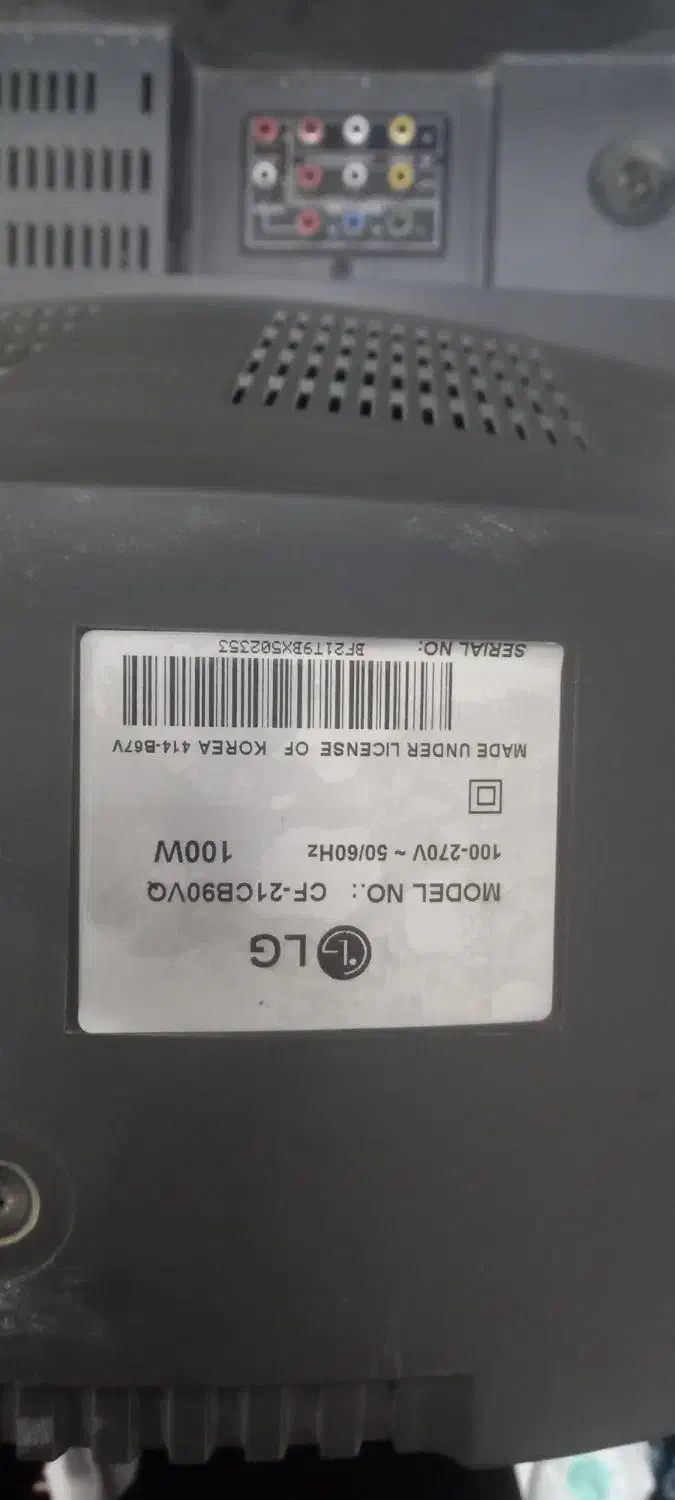 LG
MODEL NO.: CF-21CB90VQ
100-270V ~ 50/60Hz 100W
MADE UNDER LICENSE OF KOREA 414-B67V
SERIAL NO: BF21T9BX502353